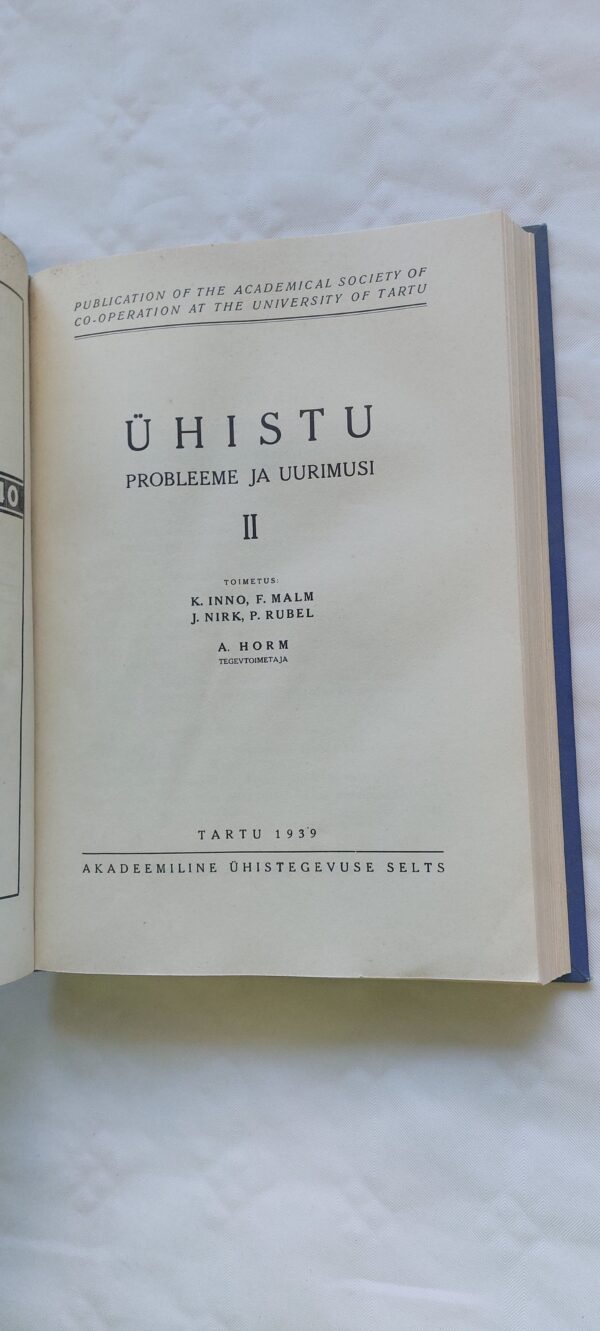 10
PUBLICATION OF THE ACADEMICAL SOCIETY OF
CO-OPERATION AT THE UNIVERSITY OF TARTU
ÜHISTU
PROBLEEME JA UURIMUSI
II
TOIMETUS:
K. INNO, F. MALM
J. NIRK, P. RUBEL
A. HORM
TEGEVTOIMETAJA
TARTU 1939
AKADEEMILINE ÜHISTEGEVUSE SELTS